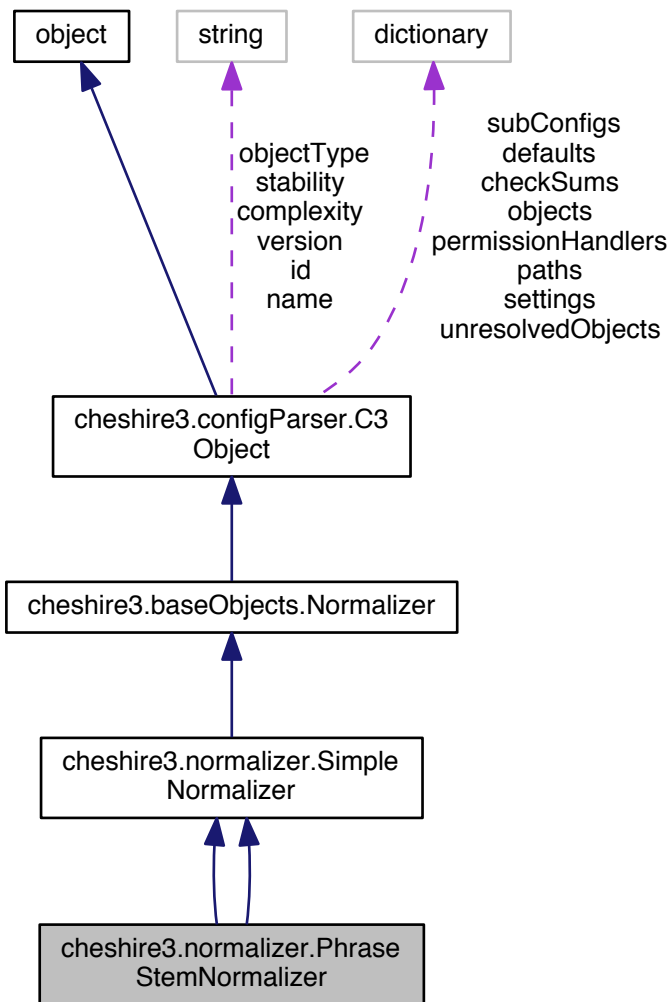 object
string
dictionary
objectType
stability
complexity
version
id
name
subConfigs
defaults
checkSums
objects
permissionHandlers
paths
settings
unresolvedObjects
cheshire3.configParser.C3
Object
cheshire3.baseObjects.Normalizer
cheshire3.normalizer.Simple
Normalizer
cheshire3.normalizer.Phrase
StemNormalizer